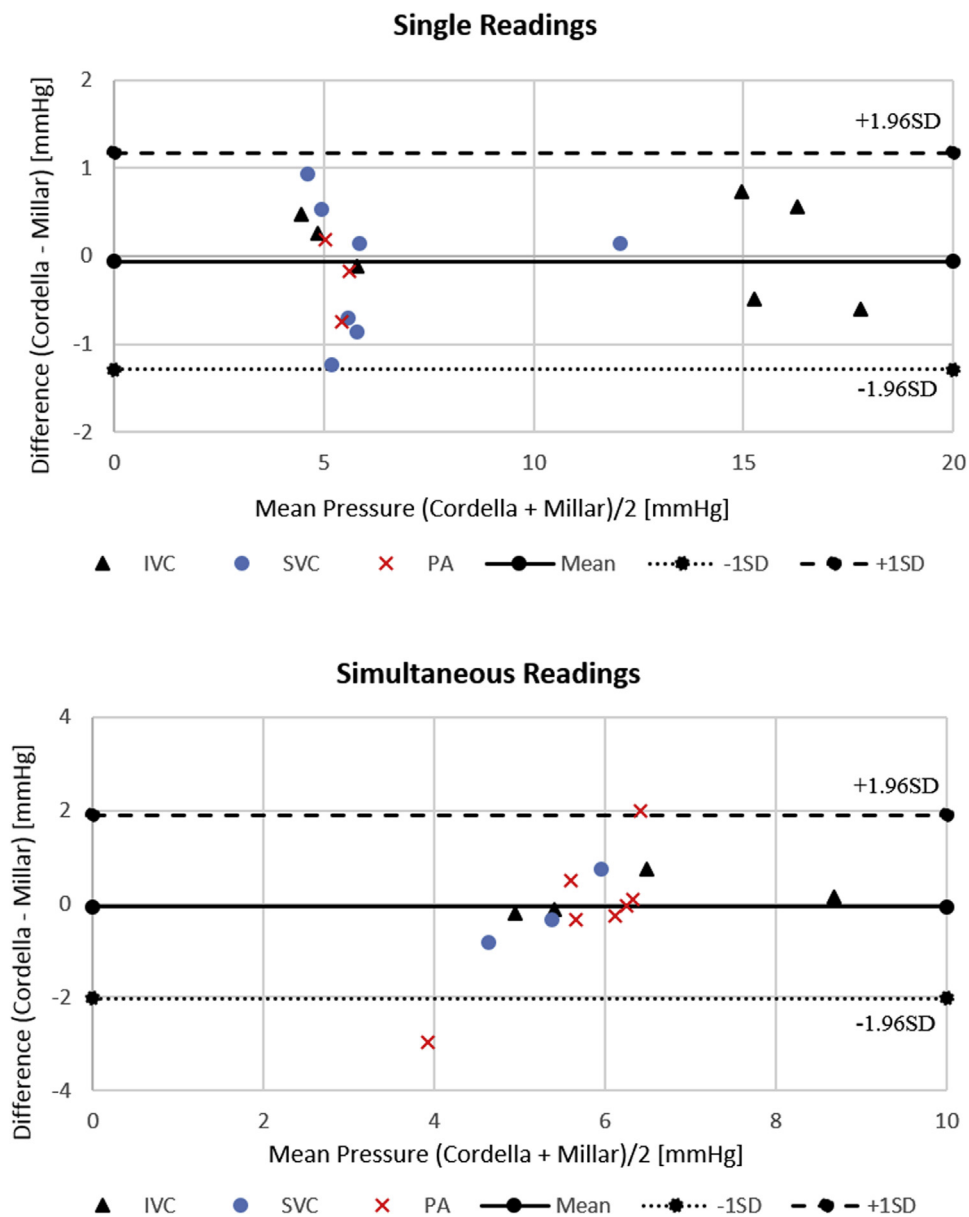 Single Readings
Difference (Cordella - Millar) [mmHg]
2
1
0
-1
-2
+1.96SD
-1.96SD
0 5 10 15 20
Mean Pressure (Cordella + Millar)/2 [mmHg]
IVC SVC PA Mean -1SD +1SD
Simultaneous Readings
Difference (Cordella - Millar) [mmHg]
4
2
0
-2
-4
+1.96SD
-1.96SD
0 2 4 6 8 10
Mean Pressure (Cordella + Millar)/2 [mmHg]
IVC SVC PA Mean -1SD +1SD